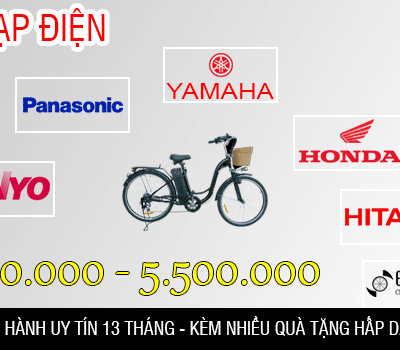 ẠP ĐIỆN
YAMAHA
Panasonic
HONDA
NYO
HITA
0.000 - 5.500.000
HÀNH UY TÍN 13 THÁNG - KÈM NHIỀU QUÀ TẶNG HẤP D